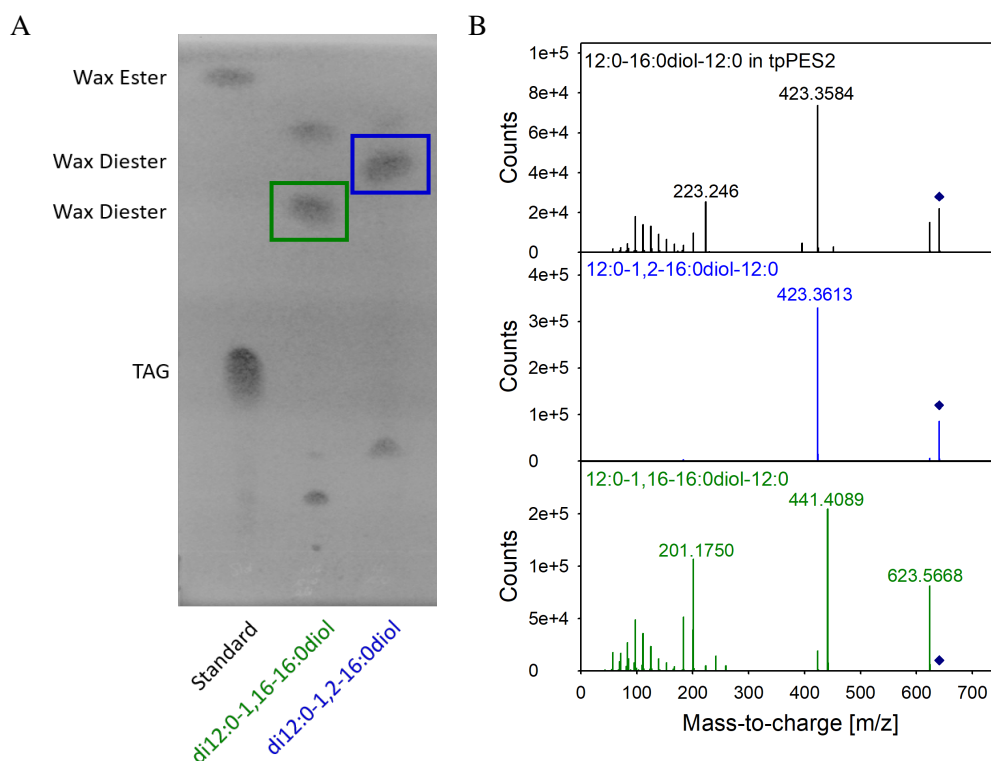 A
Wax Ester
Wax Diester
Wax Diester
TAG
Standard
di12:0-1,16-16:0diol
di12:0-1,2-16:0diol
B
1e+5
8e+4
6e+4
4e+4
2e+4
0
Counts
12:0-16:0diol-12:0 in tpPES2
423.3584
223.246
4e+5
3e+5
2e+5
1e+5
0
Counts
12:0-1,2-16:0diol-12:0
423.3613
2e+5
1e+5
5e+4
0
Counts
12:0-1,16-16:0diol-12:0
441.4089
201.1750
623.5668
0 100 200 300 400 500 600 700
Mass-to-charge [m/z]